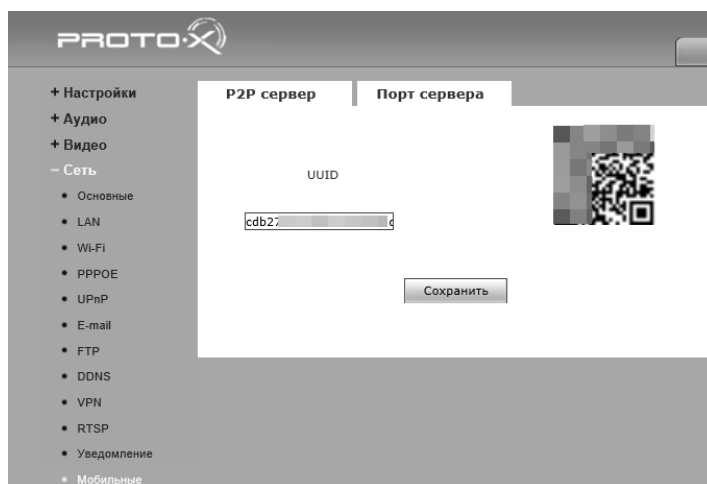 PROTO·X
+ Настройки
+ Аудио
+ Видео
– Сеть
• Основные
• LAN
• Wi-Fi
• PPPOE
• UPnP
• E-mail
• FTP
• DDNS
• VPN
• RTSP
• Уведомление
• Мобильные
P2P сервер
Порт сервера
UUID
Сохранить